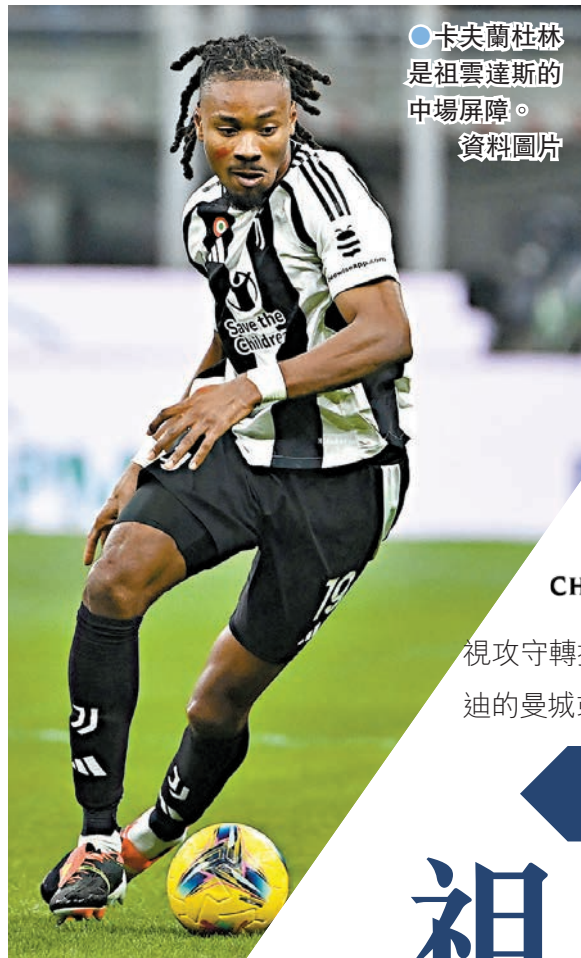 ●卡夫蘭杜林
是祖雲達斯的
中場屏障。
資料圖片
Save the
Children
19
CH
視攻守轉
迪的曼城
祖